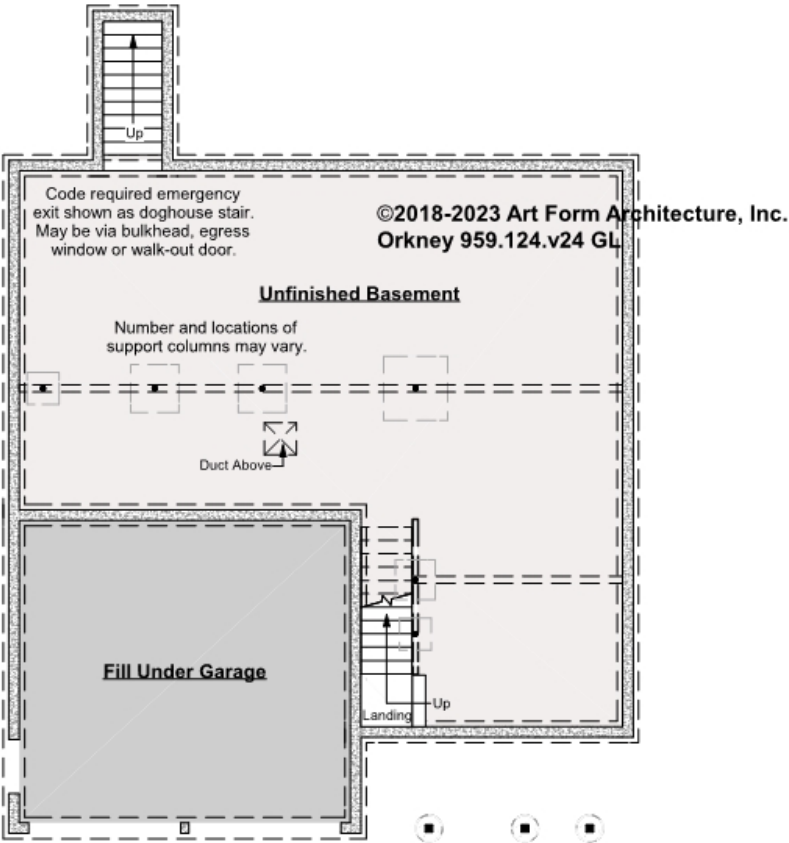 Up
Code required emergency
exit shown as doghouse stair.
May be via bulkhead, egress
window or walk-out door.
©2018-2023 Art Form Architecture, Inc.
Orkney 959.124.v24 GL
Unfinished Basement
Number and locations of
support columns may vary.
Duct Above
Fill Under Garage
Up
Landing